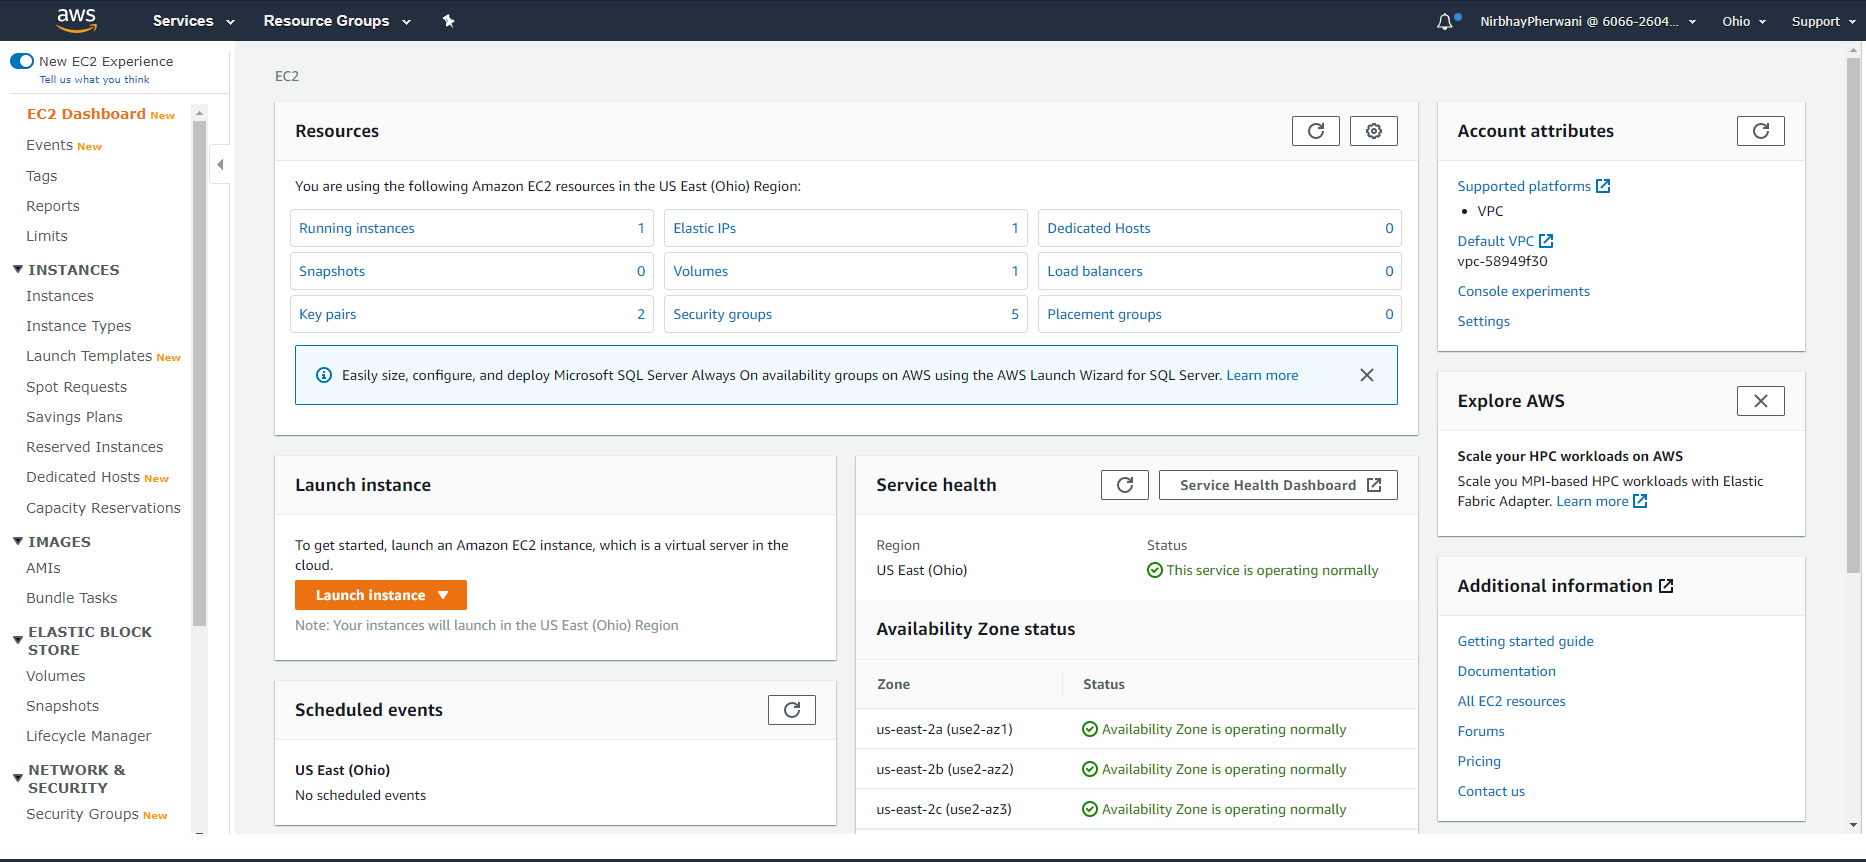 aws
Services
Resource Groups
NirbhayPherwani @ 6066-2604...
Ohio
Support
New EC2 Experience
Tell us what you think
EC2 Dashboard New
Events New
Tags
Reports
Limits
INSTANCES
Instances
Instance Types
Launch Templates New
Spot Requests
Savings Plans
Reserved Instances
Dedicated Hosts New
Capacity Reservations
IMAGES
AMIs
Bundle Tasks
ELASTIC BLOCK
STORE
Volumes
Snapshots
Lifecycle Manager
NETWORK &
SECURITY
Security Groups New
EC2
Resources
You are using the following Amazon EC2 resources in the US East (Ohio) Region:
Running instances 1
Elastic IPs 1
Dedicated Hosts 0
Snapshots 0
Volumes 1
Load balancers 0
Key pairs 2
Security groups 5
Placement groups 0
Easily size, configure, and deploy Microsoft SQL Server Always On availability groups on AWS using the AWS Launch Wizard for SQL Server. Learn more
Launch instance
To get started, launch an Amazon EC2 instance, which is a virtual server in the
cloud.
Launch instance
Note: Your instances will launch in the US East (Ohio) Region
Scheduled events
US East (Ohio)
No scheduled events
Service health
Service Health Dashboard
Region
Status
US East (Ohio)
This service is operating normally
Availability Zone status
Zone
Status
us-east-2a (use2-az1)
Availability Zone is operating normally
us-east-2b (use2-az2)
Availability Zone is operating normally
us-east-2c (use2-az3)
Availability Zone is operating normally
Account attributes
Supported platforms
• VPC
Default VPC
vpc-58949f30
Console experiments
Settings
Explore AWS
Scale your HPC workloads on AWS
Scale you MPI-based HPC workloads with Elastic
Fabric Adapter. Learn more
Additional information
Getting started guide
Documentation
All EC2 resources
Forums
Pricing
Contact us